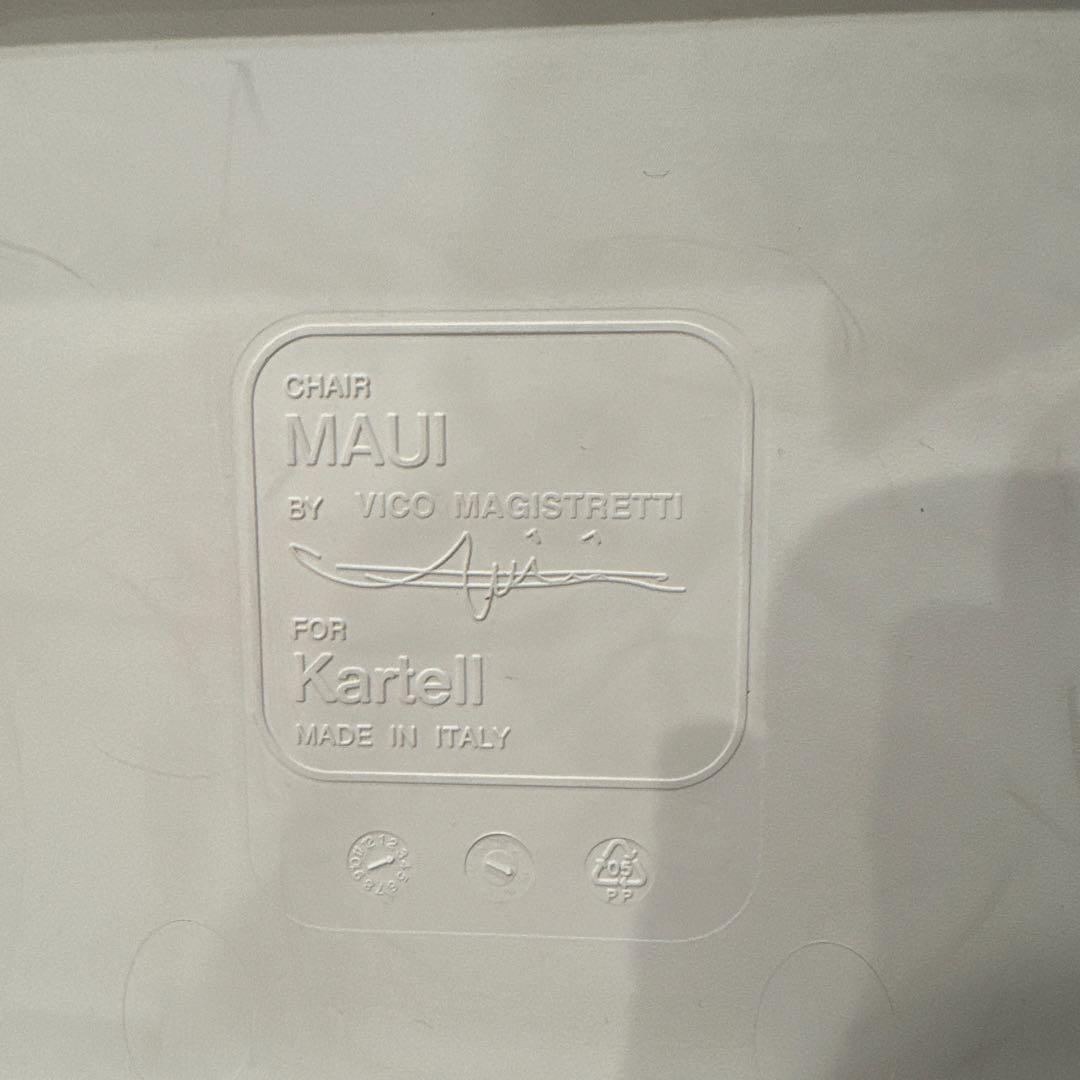 CHAIR
MAUI
BY VICO MAGISTRETTI
FOR
Kartell
MADE IN ITALY
05
PP